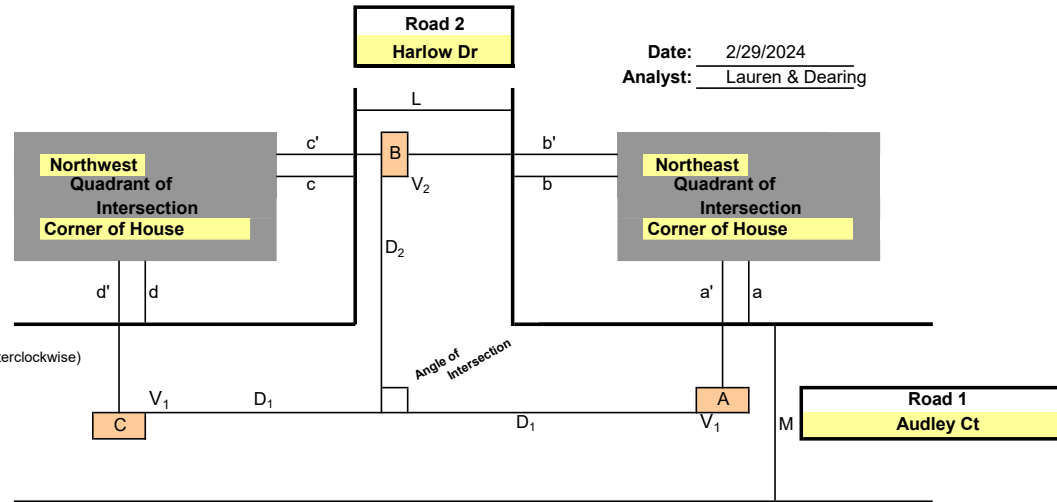 Road 2
Harlow Dr
Date: 2/29/2024
Analyst: Lauren & Dearing
L
c' B b'
Northwest
Quadrant of
Intersection
Corner of House
c V₂ b
Northeast
Quadrant of
Intersection
Corner of House
D₂
d' d a' a
Angle of
Intersection
terclockwise)
V₁ D₁ A
C D₁ V₁ M
Road 1
Audley Ct